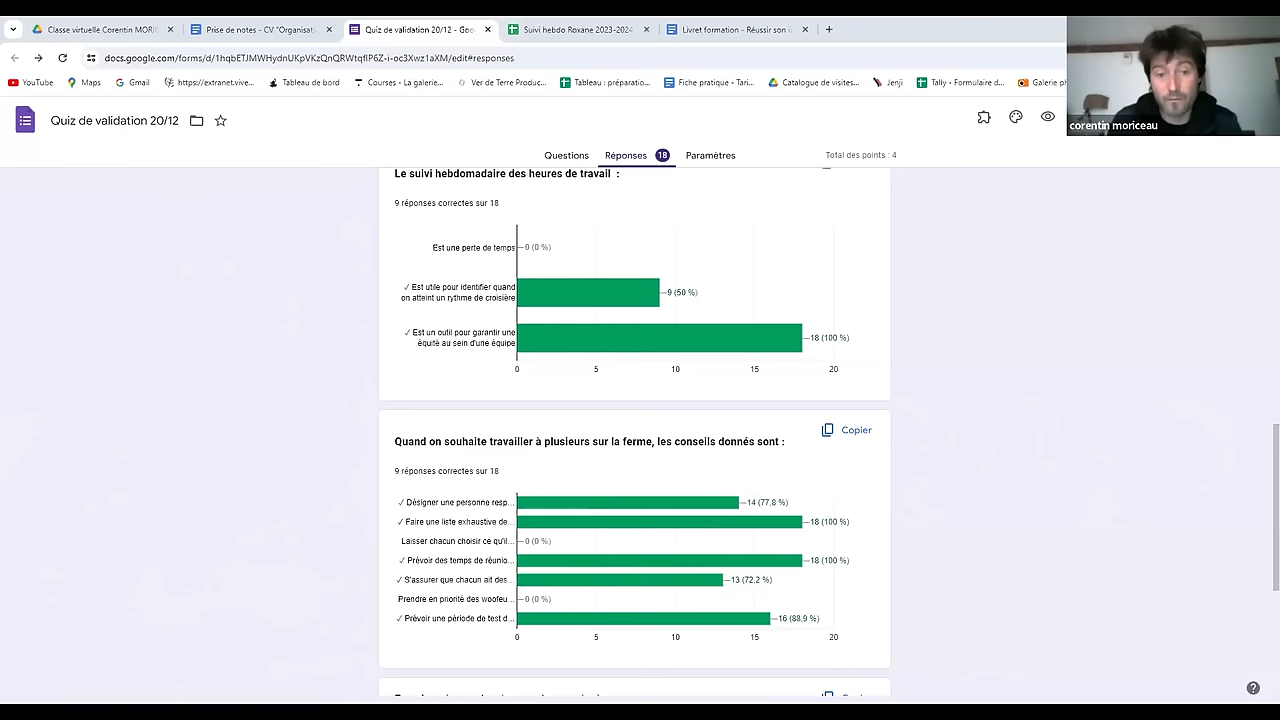 Classe virtuelle Corentin MORI
Prise de notes - CV "Organisat
Quiz de validation 20/12 - Goo
Suivi hebdo Roxane 2023-2024
Livret formation - Réussir son i
docs.google.com/forms/d/1hqbETJMWHydnUKpVKzQnQRWtqfIP6Z-i-oc3Xwz1aXM/edit#responses
YouTube
Maps
Gmail
https://extranet.vive...
Tableau de bord
Courses ‹ La galerie...
Ver de Terre Produc...
Tableau : préparatio...
Fiche pratique - Tari...
Catalogue de visites...
Jenji
Tally • Formulaire d...
Galerie ph
corentin moriceau
Quiz de validation 20/12
Questions
Réponses 18
Paramètres
Total des points : 4
Le suivi hebdomadaire des heures de travail :
9 réponses correctes sur 18
Est une perte de temps
0 (0 %)
✓ Est utile pour identifier quand
on atteint un rythme de croisière
9 (50 %)
✓ Est un outil pour garantir une
équité au sein d'une équipe
18 (100 %)
0 5 10 15 20
Copier
Quand on souhaite travailler à plusieurs sur la ferme, les conseils donnés sont :
9 réponses correctes sur 18
✓ Désigner une personne resp... 14 (77,8 %)
✓ Faire une liste exhaustive de... 18 (100 %)
Laisser chacun choisir ce qu'il... 0 (0 %)
✓ Prévoir des temps de réunio... 18 (100 %)
✓ S'assurer que chacun ait des... 13 (72,2 %)
Prendre en priorité des woofeu... 0 (0 %)
✓ Prévoir une période de test d... 16 (88,9 %)
0 5 10 15 20